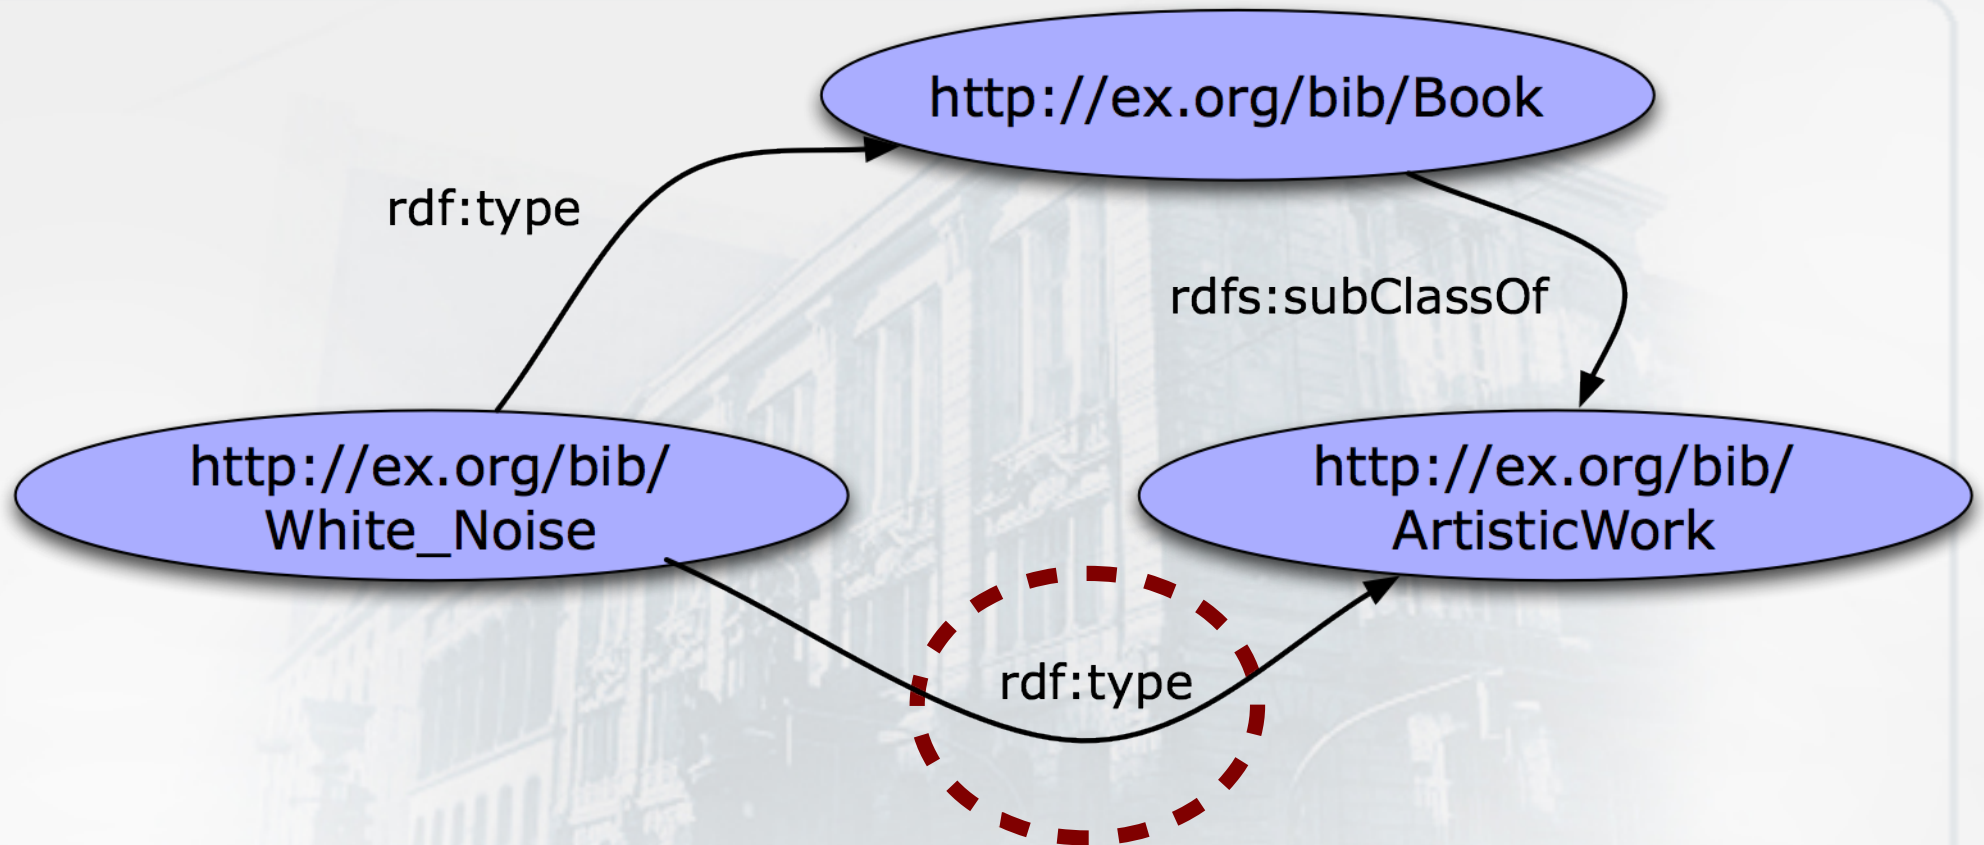 http://ex.org/bib/Book
rdf:type
rdfs:subClassOf
http://ex.org/bib/
White_Noise
http://ex.org/bib/
ArtisticWork
rdf:type